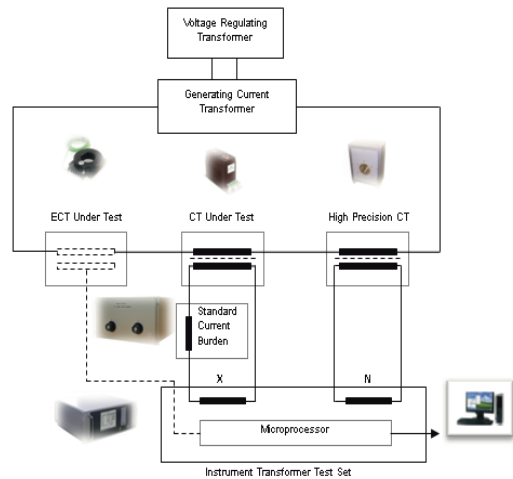 Voltage Regulating
Transformer
Generating Current
Transformer
ECT Under Test
CT Under Test
High Precision CT
Standard
Current
Burden
X
N
Microprocessor
Instrument Transformer Test Set